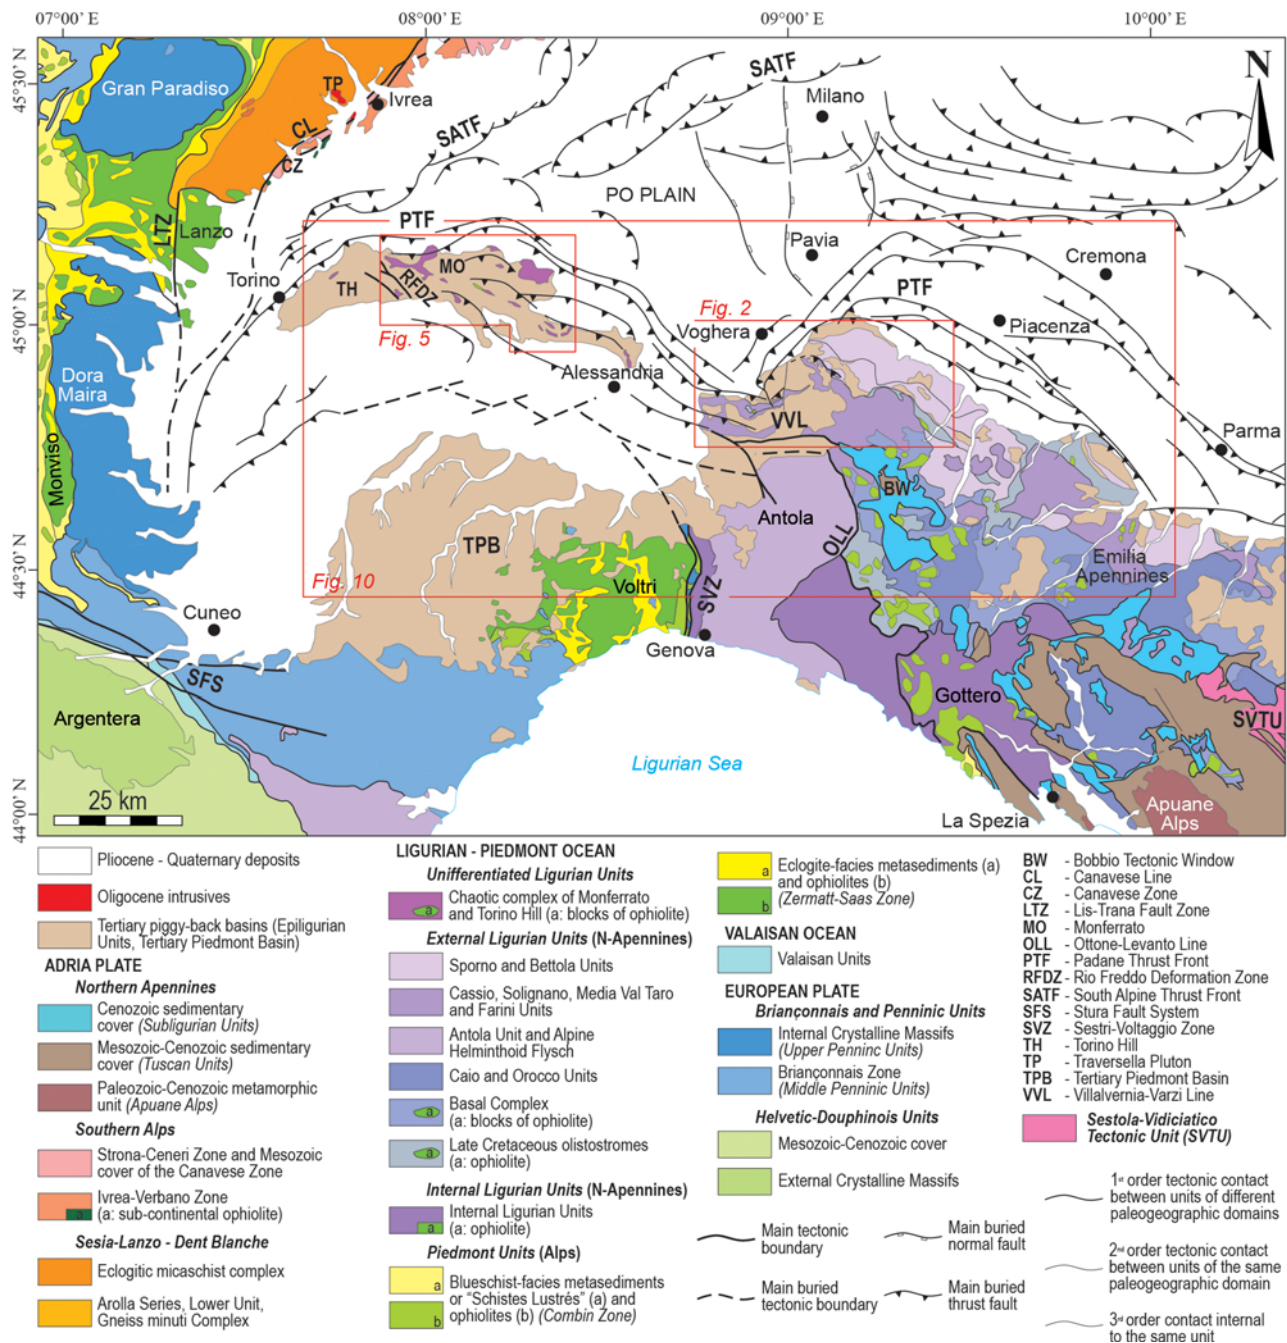 07°00' E
08°00' E
09°00' E
10°00' E
45°30' N
45°00' N
44°30' N
44°00' N
Gran Paradiso
TP
Ivrea
CL
CZ
SATF
SATF
Milano
N
LTZ
Lanzo
PO PLAIN
PTF
Pavia
Cremona
Torino
MO
TH
RFDZ
PTF
Fig. 2
Voghera
Piacenza
Fig. 5
Dora
Maira
Alessandria
VVL
Parma
Monviso
BW
Antola
TPB
OLL
Emilia
Apennines
Fig. 10
Voltri
SVZ
Cuneo
Genova
SFS
Gottero
Argentera
SVTU
Ligurian Sea
25 km
Apuane
Alps
La Spezia
Pliocene - Quaternary deposits
Oligocene intrusives
Tertiary piggy-back basins (Epiligurian
Units, Tertiary Piedmont Basin)
ADRIA PLATE
Northern Apennines
Cenozoic sedimentary
cover (Subligurian Units)
Mesozoic-Cenozoic sedimentary
cover (Tuscan Units)
Paleozoic-Cenozoic metamorphic
unit (Apuane Alps)
Southern Alps
Strona-Ceneri Zone and Mesozoic
cover of the Canavese Zone
Ivrea-Verbano Zone
a
(a: sub-continental ophiolite)
Sesia-Lanzo - Dent Blanche
Eclogitic micaschist complex
Arolla Series, Lower Unit,
Gneiss minuti Complex
LIGURIAN - PIEDMONT OCEAN
Unifferentiated Ligurian Units
Chaotic complex of Monferrato
a
and Torino Hill (a: blocks of ophiolite)
External Ligurian Units (N-Apennines)
Sporno and Bettola Units
Cassio, Solignano, Media Val Taro
and Farini Units
Antola Unit and Alpine
Helminthoid Flysch
Caio and Orocco Units
Basal Complex
a
(a: blocks of ophiolite)
Late Cretaceous olistostromes
a
(a: ophiolite)
Internal Ligurian Units (N-Apennines)
Internal Ligurian Units
a
(a: ophiolite)
Piedmont Units (Alps)
a
Blueschist-facies metasediments
or "Schistes Lustrés" (a) and
b
ophiolites (b) (Combin Zone)
a
Eclogite-facies metasediments (a)
and ophiolites (b)
b
(Zermatt-Saas Zone)
VALAISAN OCEAN
Valaisan Units
EUROPEAN PLATE
Briançonnais and Penninic Units
Internal Crystalline Massifs
(Upper Penninc Units)
Briançonnais Zone
(Middle Penninic Units)
Helvetic-Douphinois Units
Mesozoic-Cenozoic cover
External Crystalline Massifs
Main tectonic
boundary
Main buried
normal fault
Main buried
tectonic boundary
Main buried
thrust fault
BW - Bobbio Tectonic Window
CL - Canavese Line
CZ - Canavese Zone
LTZ - Lis-Trana Fault Zone
MO - Monferrato
OLL - Ottone-Levanto Line
PTF - Padane Thrust Front
RFDZ - Rio Freddo Deformation Zone
SATF - South Alpine Thrust Front
SFS - Stura Fault System
SVZ - Sestri-Voltaggio Zone
TH - Torino Hill
TP - Traversella Pluton
TPB - Tertiary Piedmont Basin
VVL - Villalvernia-Varzi Line
Sestola-Vidiciatico
Tectonic Unit (SVTU)
1st order tectonic contact
between units of different
paleogeographic domains
2nd order tectonic contact
between units of the same
paleogeographic domain
3rd order contact internal
to the same unit